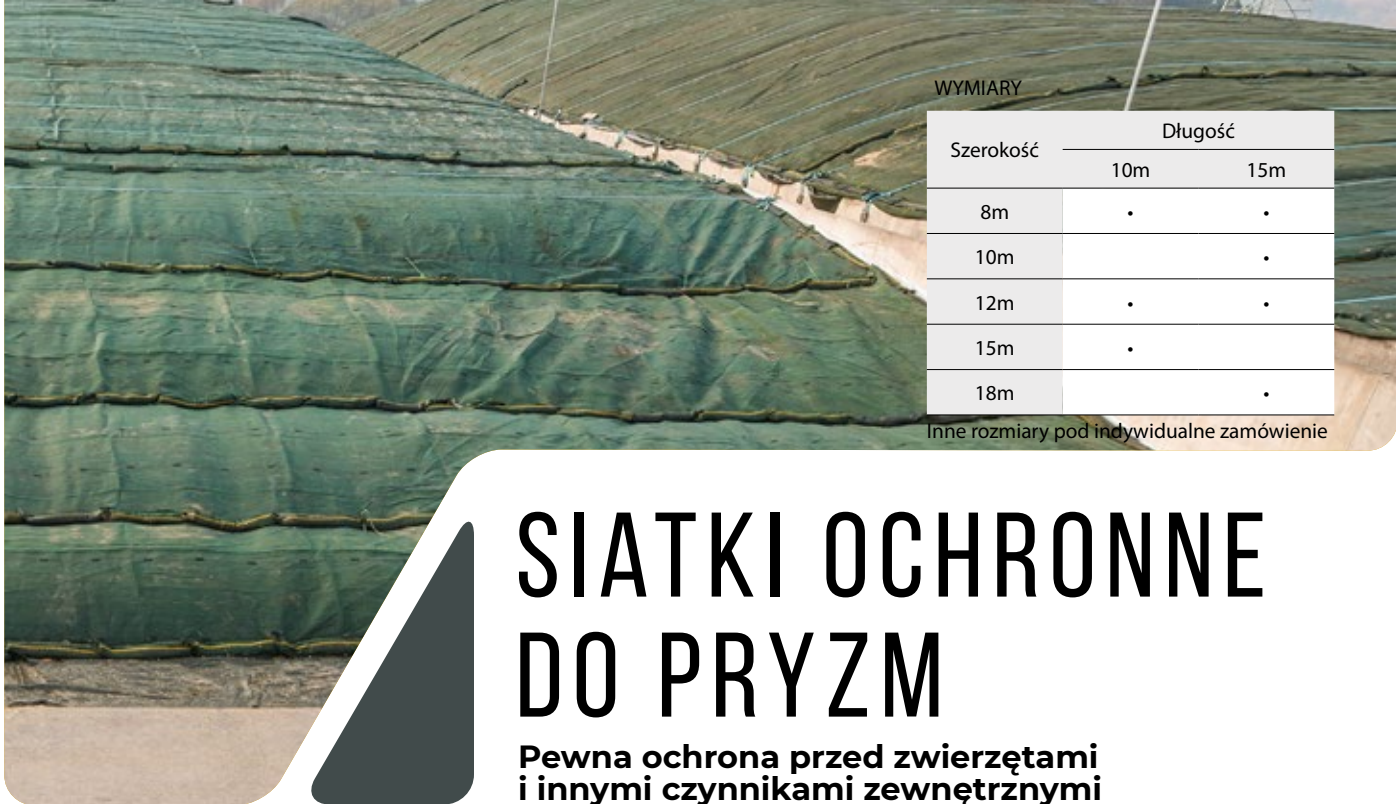 WYMIARY
Szerokość Długość
10m 15m
8m • •
10m •
12m • •
15m •
18m •
Inne rozmiary pod indywidualne zamówienie
SIATKI OCHRONNE
DO PRYZM
Pewna ochrona przed zwierzętami
i innymi czynnikami zewnętrznymi